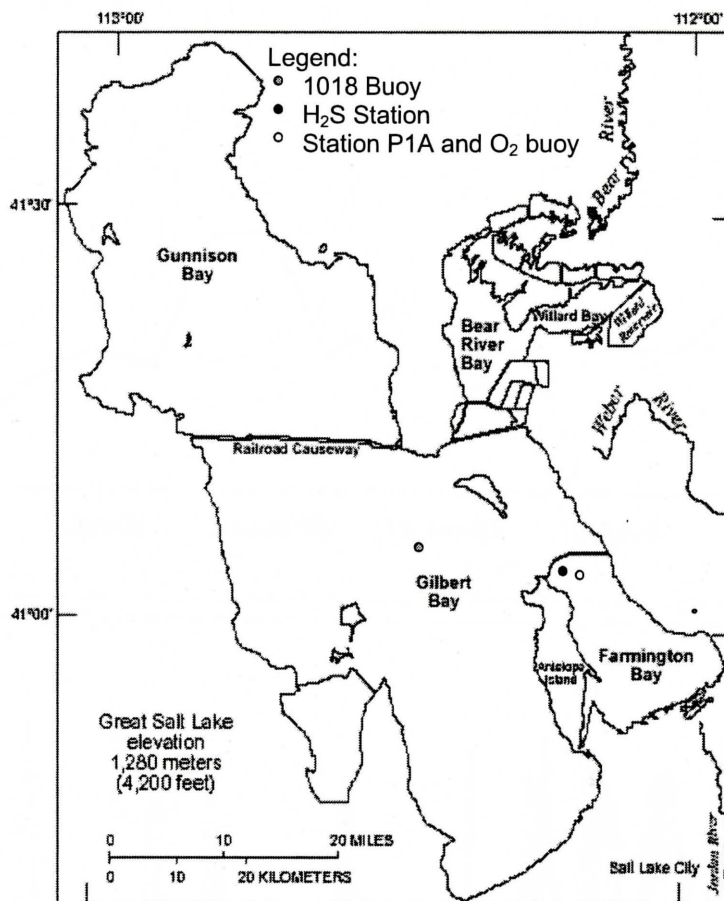 113°00'
112°00'
Legend:
1018 Buoy
H₂S Station
Station P1A and O₂ buoy
River
Bear
41°30'
Gunnison
Bay
Bear
River
Bay
Willard Bay
Willard
Reservoir
Weber
River
Railroad Causeway
Gilbert
Bay
41°00'
Antelope
Island
Farmington
Bay
Great Salt Lake
elevation
1,280 meters
(4,200 feet)
0 10 20 MILES
0 10 20 KILOMETERS
Salt Lake City
Jordan River